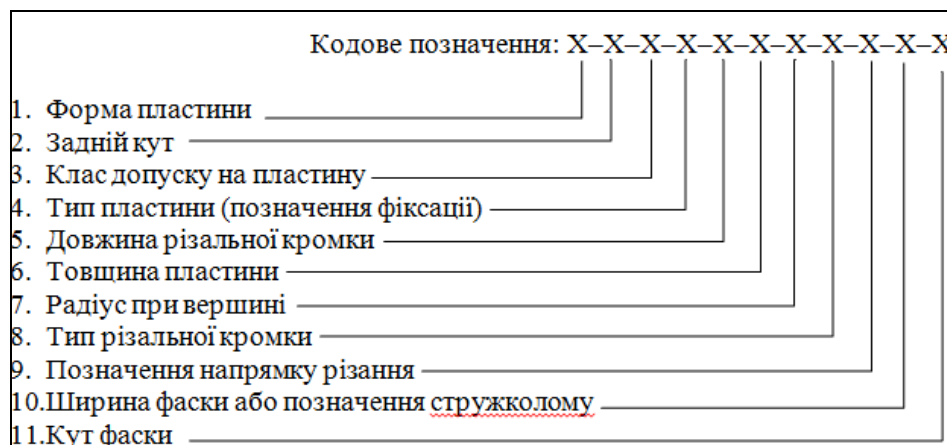 Кодове позначення: X–X–X–X–X–X–X–X–X–X–X
1. Форма пластини
2. Задній кут
3. Клас допуску на пластину
4. Тип пластини (позначення фіксації)
5. Довжина різальної кромки
6. Товщина пластини
7. Радіус при вершині
8. Тип різальної кромки
9. Позначення напрямку різання
10.Ширина фаски або позначення стружколому
11.Кут фаски